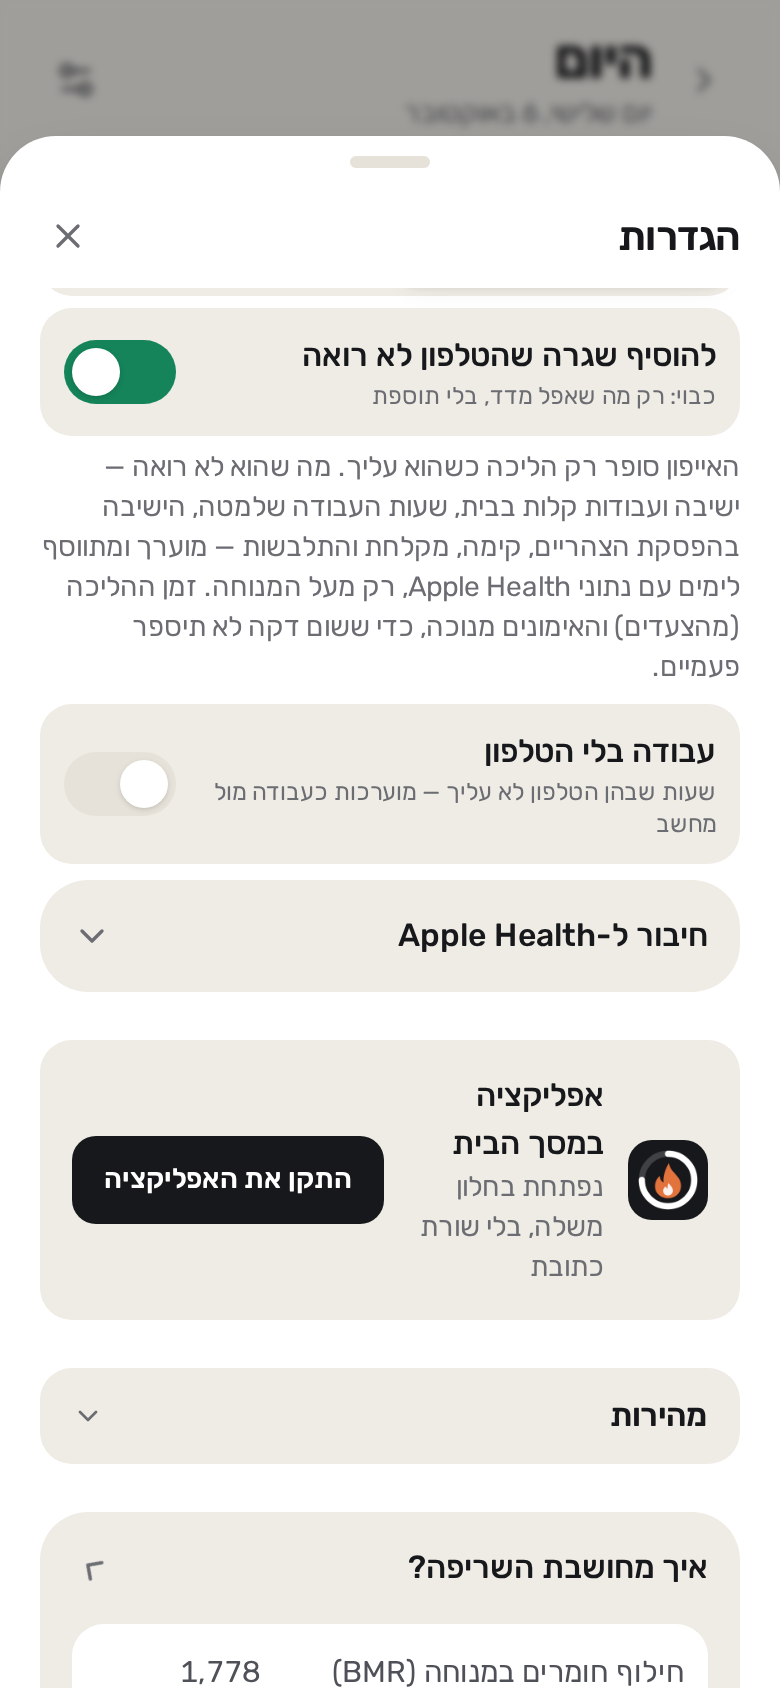 היום
יום שלישי, 6 באוקטובר
הגדרות
להוסיף שגרה שהטלפון לא רואה
כבוי: רק מה שאפל מדד, בלי תוספת
האייפון סופר רק הליכה כשהוא עליך. מה שהוא לא רואה —
ישיבה ועבודות קלות בבית, שעות העבודה שלמטה, הישיבה
בהפסקת הצהריים, קימה, מקלחת והתלבשות — מוערך ומתווסף
לימים עם נתוני Apple Health, רק מעל המנוחה. זמן ההליכה
(מהצעדים) והאימונים מנוכה, כדי ששום דקה לא תיספר
פעמיים.
עבודה בלי הטלפון
שעות שבהן הטלפון לא עליך — מוערכות כעבודה מול
מחשב
חיבור ל-Apple Health
אפליקציה
במסך הבית
נפתחת בחלון
משלה, בלי שורת
כתובת
התקן את האפליקציה
מהירות
איך מחושבת השריפה?
חילוף חומרים במנוחה (BMR) 1,778